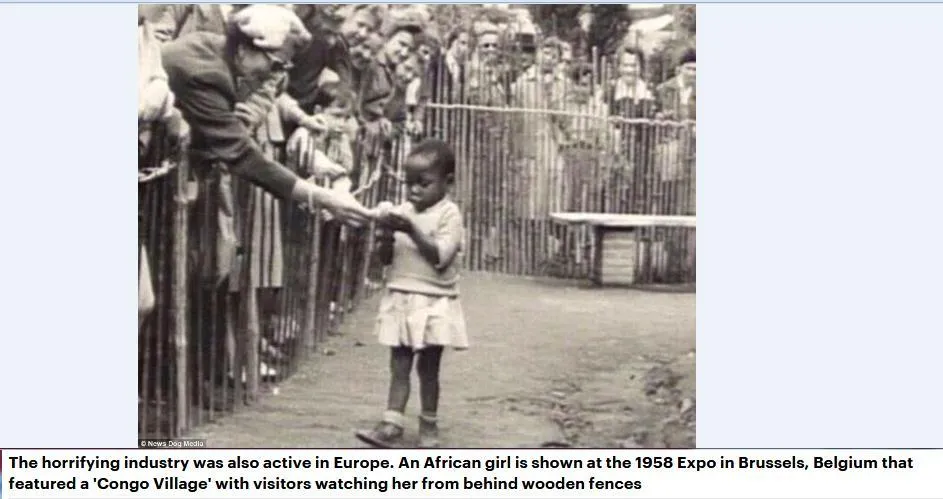 © News Dog Media
The horrifying industry was also active in Europe. An African girl is shown at the 1958 Expo in Brussels, Belgium that
featured a 'Congo Village' with visitors watching her from behind wooden fences